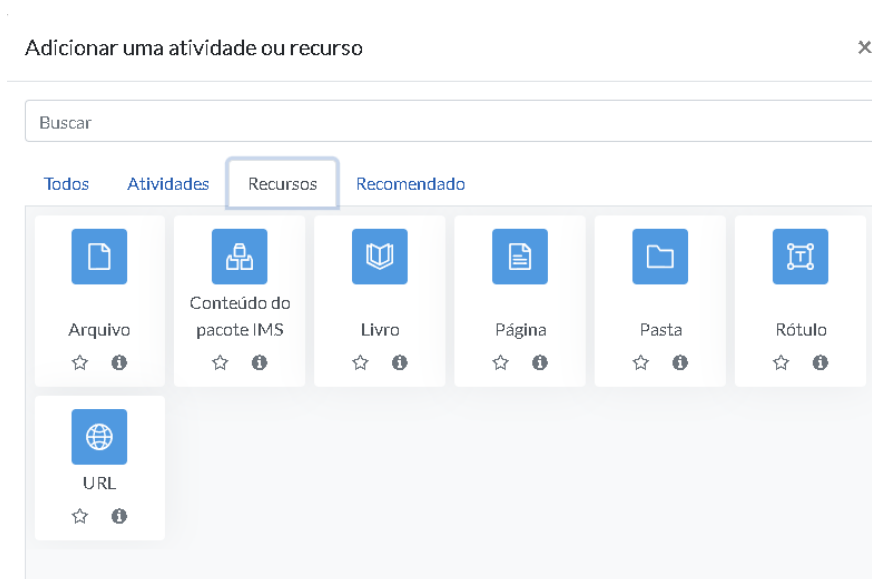 Adicionar uma atividade ou recurso
Buscar
Todos Atividades Recursos Recomendado
Arquivo
Conteúdo do
pacote IMS
Livro
Página
Pasta
Rótulo
URL